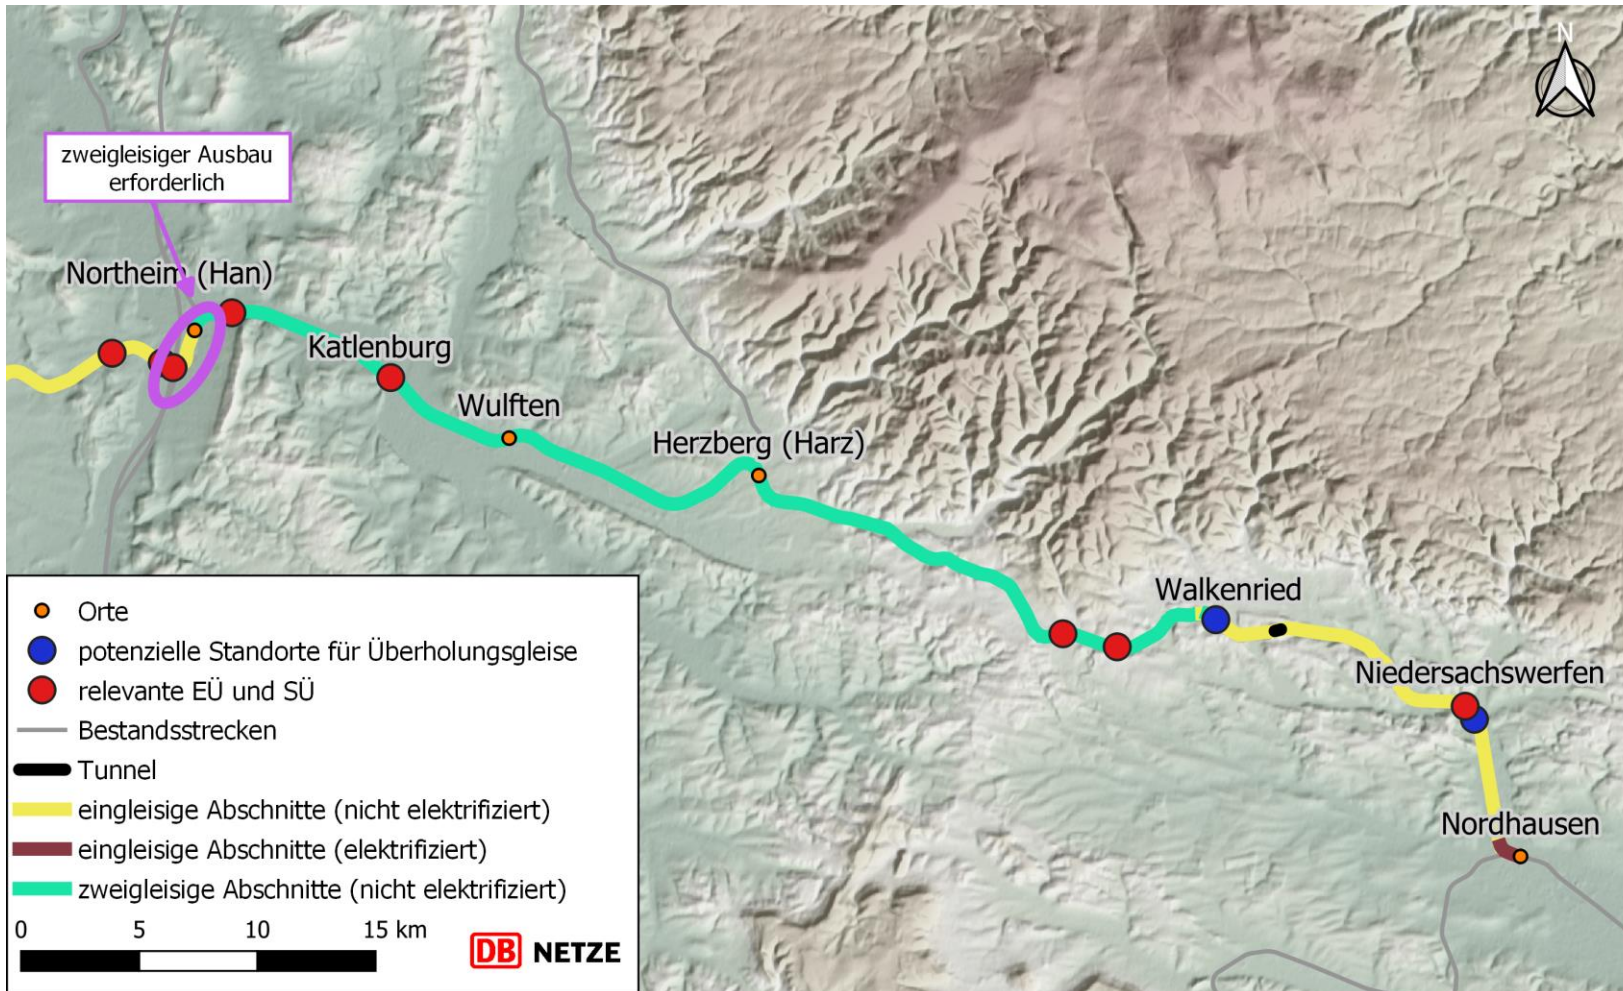 N
zweigleisiger Ausbau
erforderlich
Northeim (Han)
Katlenburg
Wulften
Herzberg (Harz)
Walkenried
Niedersachswerfen
Nordhausen
Orte
potenzielle Standorte für Überholungsgleise
relevante EÜ und SÜ
Bestandsstrecken
Tunnel
eingleisige Abschnitte (nicht elektrifiziert)
eingleisige Abschnitte (elektrifiziert)
zweigleisige Abschnitte (nicht elektrifiziert)
0 5 10 15 km
DB NETZE